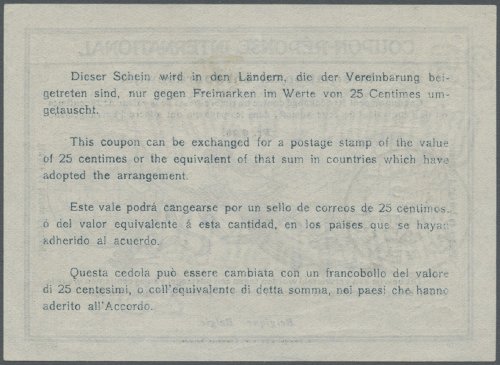 COUPON-RÉPONSE INTERNATIONAL
Dieser Schein wird in den Ländern, die der Vereinbarung bei-
getreten sind, nur gegen Freimarken im Werte von 25 Centimes um-
getauscht.
This coupon can be exchanged for a postage stamp of the value
of 25 centimes or the equivalent of that sum in countries which have
adopted the arrangement.
Este vale podrá cangearse por un sello de correos de 25 centimos.
ó del valor equivalente á esta cantidad, en los países que se hayan
adherido al acuerdo.
Questa cedola può essere cambiata con un francobollo del valore
di 25 centesimi, o coll'equivalente di detta somma, nei paesi che hanno
aderito all'Accordo.
Belgique. België